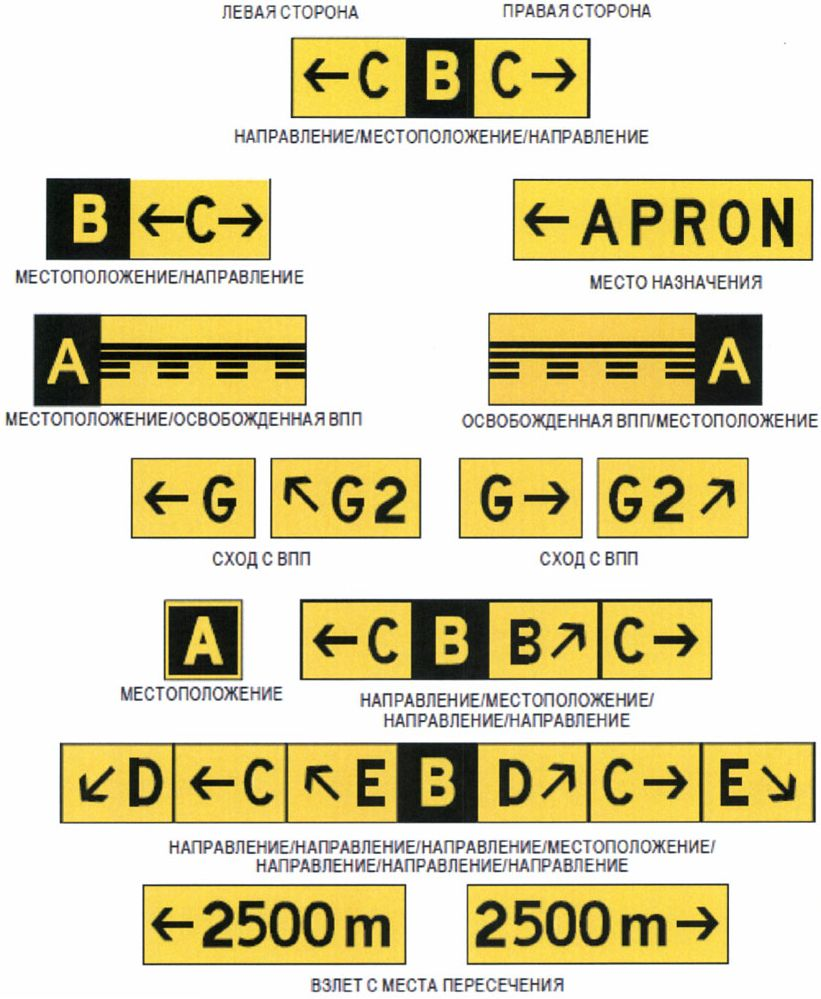 ЛЕВАЯ СТОРОНА ПРАВАЯ СТОРОНА
←C B C→
НАПРАВЛЕНИЕ/МЕСТОПОЛОЖЕНИЕ/НАПРАВЛЕНИЕ
B ←C→ ←APRON
МЕСТОПОЛОЖЕНИЕ/НАПРАВЛЕНИЕ МЕСТО НАЗНАЧЕНИЯ
A A
МЕСТОПОЛОЖЕНИЕ/ОСВОБОЖДЕННАЯ ВПП ОСВОБОЖДЕННАЯ ВПП/МЕСТОПОЛОЖЕНИЕ
←G ↖G2 G→ G2↗
СХОД С ВПП СХОД С ВПП
A ←C B B↗ C→
МЕСТОПОЛОЖЕНИЕ НАПРАВЛЕНИЕ/МЕСТОПОЛОЖЕНИЕ/
НАПРАВЛЕНИЕ/НАПРАВЛЕНИЕ
↙D ←C ↖E B D↗ C→ E↘
НАПРАВЛЕНИЕ/НАПРАВЛЕНИЕ/НАПРАВЛЕНИЕ/МЕСТОПОЛОЖЕНИЕ/
НАПРАВЛЕНИЕ/НАПРАВЛЕНИЕ/НАПРАВЛЕНИЕ
←2500 m 2500 m→
ВЗЛЕТ С МЕСТА ПЕРЕСЕЧЕНИЯ